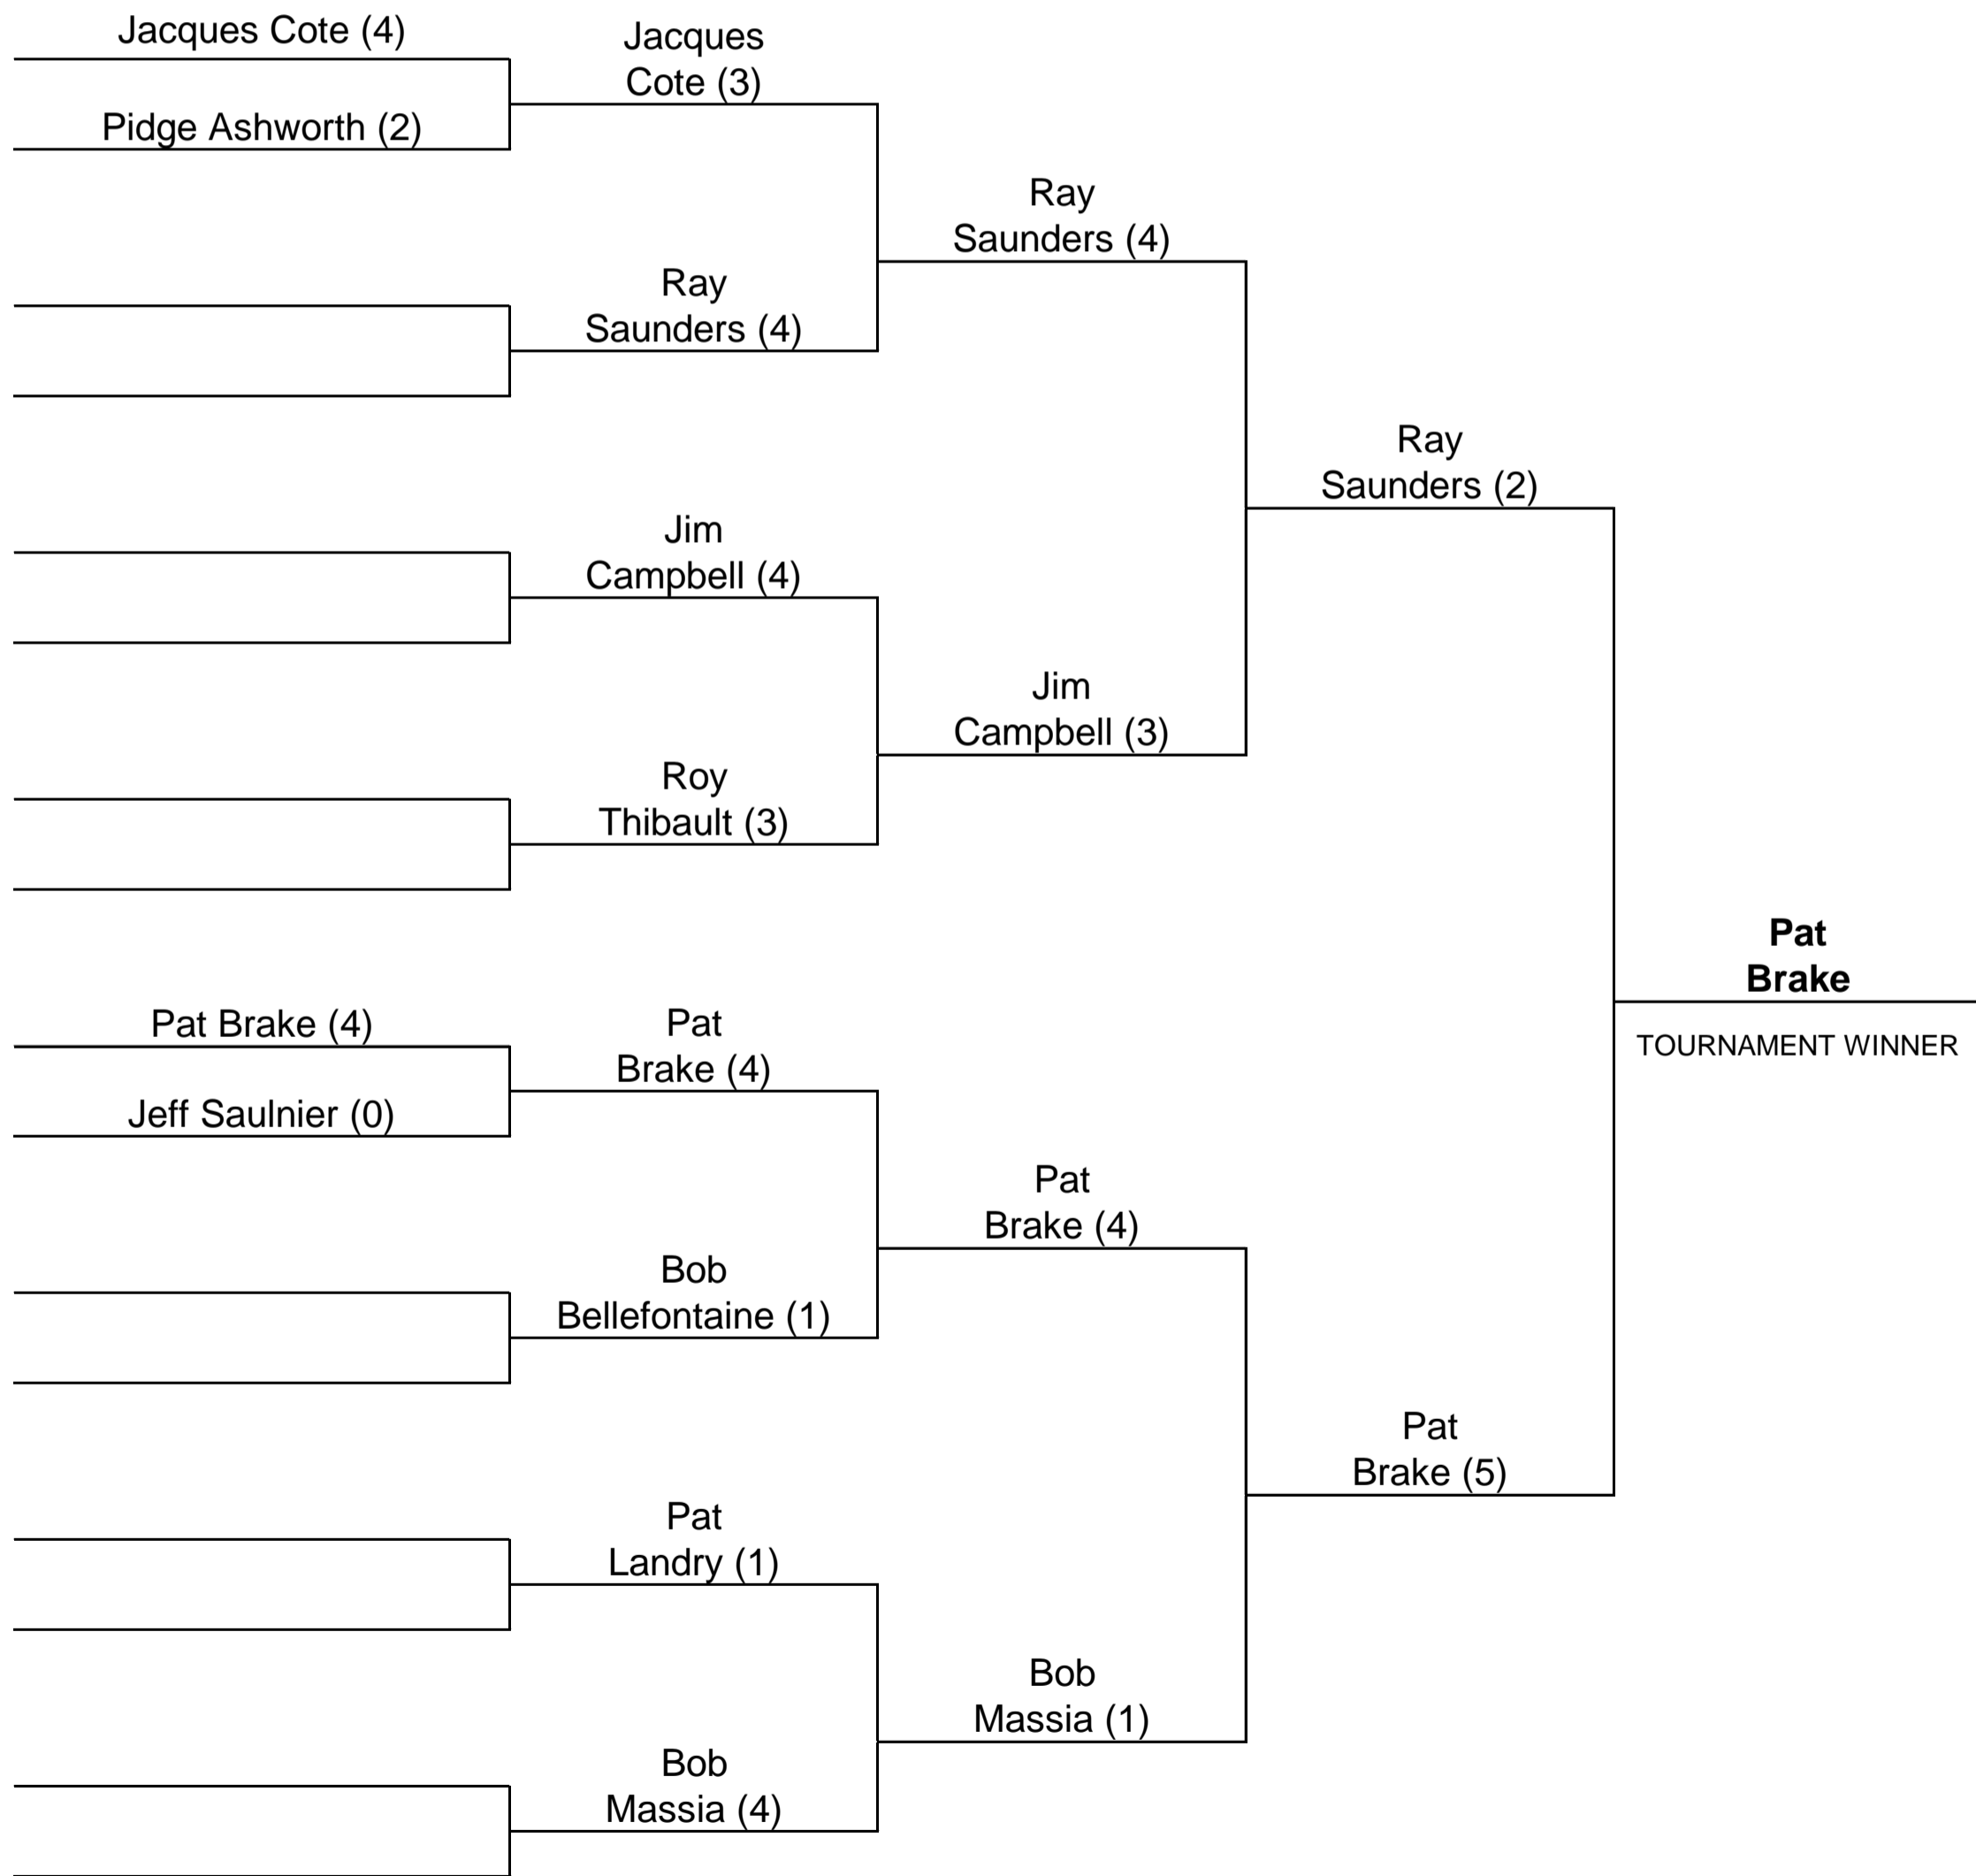 Jacques Cote (4)
Pidge Ashworth (2)
Jacques
Cote (3)
Ray
Saunders (4)
Ray
Saunders (4)
Jim
Campbell (4)
Roy
Thibault (3)
Jim
Campbell (3)
Ray
Saunders (2)
Pat
Brake
TOURNAMENT WINNER
Pat Brake (4)
Jeff Saulnier (0)
Pat
Brake (4)
Bob
Bellefontaine (1)
Pat
Brake (4)
Pat
Brake (5)
Pat
Landry (1)
Bob
Massia (4)
Bob
Massia (1)